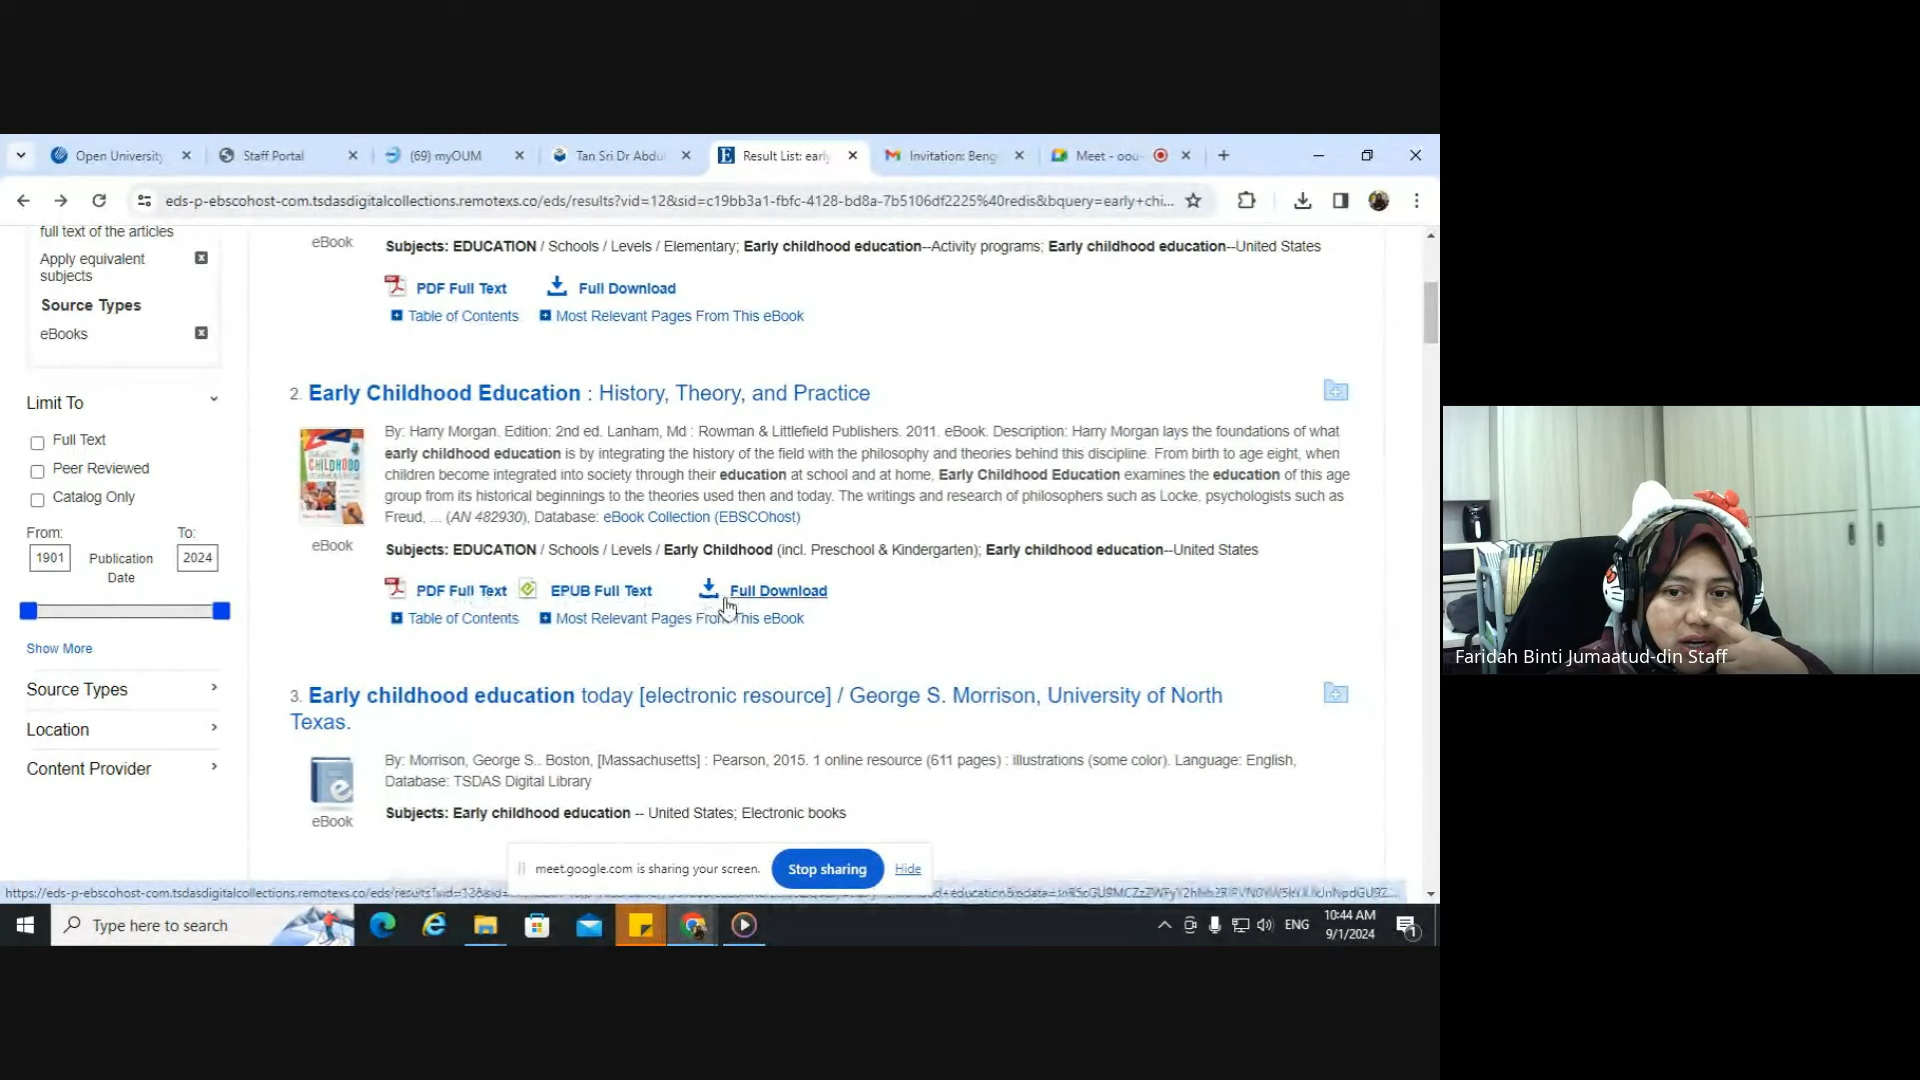 Open University
Staff Portal
(69) myOUM
Tan Sri Dr Abdu
Result List: early
Invitation: Beng
Meet - oou
eds-p-ebscohost-com.tsdasdigitalcollections.remotexs.co/eds/results?vid=12&sid=c19bb3a1-fbfc-4128-bd8a-7b5106df2225%40redis&bquery=early+chi...
full text of the articles
Apply equivalent
subjects
Source Types
eBooks
Limit To
Full Text
Peer Reviewed
Catalog Only
From:
To:
1901
Publication
Date
2024
Show More
Source Types
Location
Content Provider
eBook
Subjects: EDUCATION / Schools / Levels / Elementary; Early childhood education--Activity programs; Early childhood education--United States
PDF Full Text
Full Download
Table of Contents
Most Relevant Pages From This eBook
2. Early Childhood Education : History, Theory, and Practice
CHILDHOOD
By: Harry Morgan. Edition: 2nd ed. Lanham, Md : Rowman & Littlefield Publishers. 2011. eBook. Description: Harry Morgan lays the foundations of what
early childhood education is by integrating the history of the field with the philosophy and theories behind this discipline. From birth to age eight, when
children become integrated into society through their education at school and at home, Early Childhood Education examines the education of this age
group from its historical beginnings to the theories used then and today. The writings and research of philosophers such as Locke, psychologists such as
Freud, ... (AN 482930), Database: eBook Collection (EBSCOhost)
eBook
Subjects: EDUCATION / Schools / Levels / Early Childhood (incl. Preschool & Kindergarten); Early childhood education--United States
PDF Full Text
EPUB Full Text
Full Download
Table of Contents
Most Relevant Pages From This eBook
3. Early childhood education today [electronic resource] / George S. Morrison, University of North
Texas.
By: Morrison, George S.. Boston, [Massachusetts] : Pearson, 2015. 1 online resource (611 pages) : illustrations (some color). Language: English,
Database: TSDAS Digital Library
eBook
Subjects: Early childhood education -- United States; Electronic books
meet.google.com is sharing your screen.
Stop sharing
Hide
Type here to search
ENG
10:44 AM
9/1/2024
1
Faridah Binti Jumaatud-din Staff